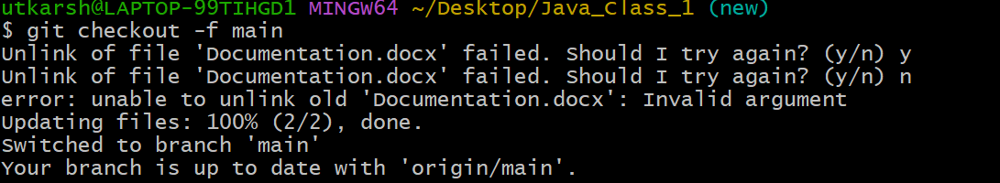 utkarsh@LAPTOP-99TIHGD1 MINGW64 ~/Desktop/Java_Class_1 (new)
$ git checkout -f main
Unlink of file 'Documentation.docx' failed. Should I try again? (y/n) y
Unlink of file 'Documentation.docx' failed. Should I try again? (y/n) n
error: unable to unlink old 'Documentation.docx': Invalid argument
Updating files: 100% (2/2), done.
Switched to branch 'main'
Your branch is up to date with 'origin/main'.